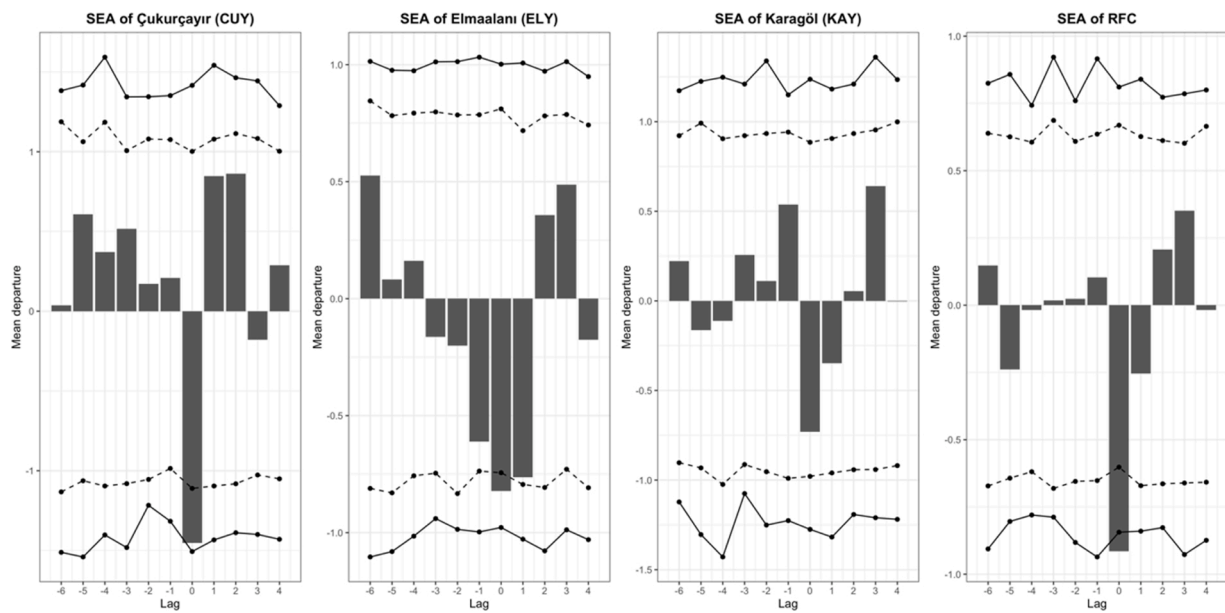 SEA of Çukurçayır (CUY)
Mean departure
1
0
-1
-6 -5 -4 -3 -2 -1 0 1 2 3 4
Lag
SEA of Elmaalanı (ELY)
Mean departure
1.0
0.5
0.0
-0.5
-1.0
-6 -5 -4 -3 -2 -1 0 1 2 3 4
Lag
SEA of Karagöl (KAY)
Mean departure
1.0
0.5
0.0
-0.5
-1.0
-1.5
-6 -5 -4 -3 -2 -1 0 1 2 3 4
Lag
SEA of RFC
Mean departure
1.0
0.5
0.0
-0.5
-1.0
-6 -5 -4 -3 -2 -1 0 1 2 3 4
Lag